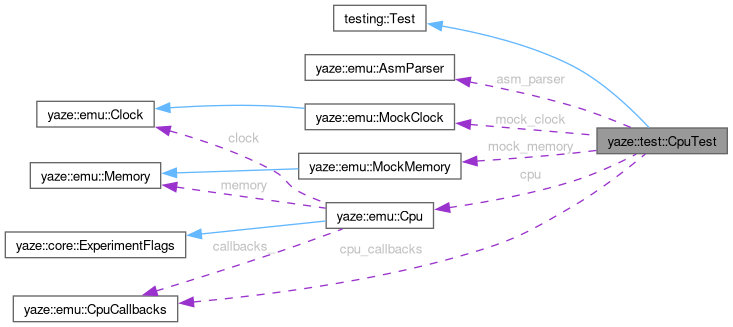 testing::Test
yaze::emu::AsmParser
asm_parser
yaze::emu::Clock
yaze::emu::MockClock
mock_clock
clock
yaze::test::CpuTest
mock_memory
yaze::emu::Memory
yaze::emu::MockMemory
cpu
memory
yaze::emu::Cpu
yaze::core::ExperimentFlags
callbacks
cpu_callbacks
yaze::emu::CpuCallbacks